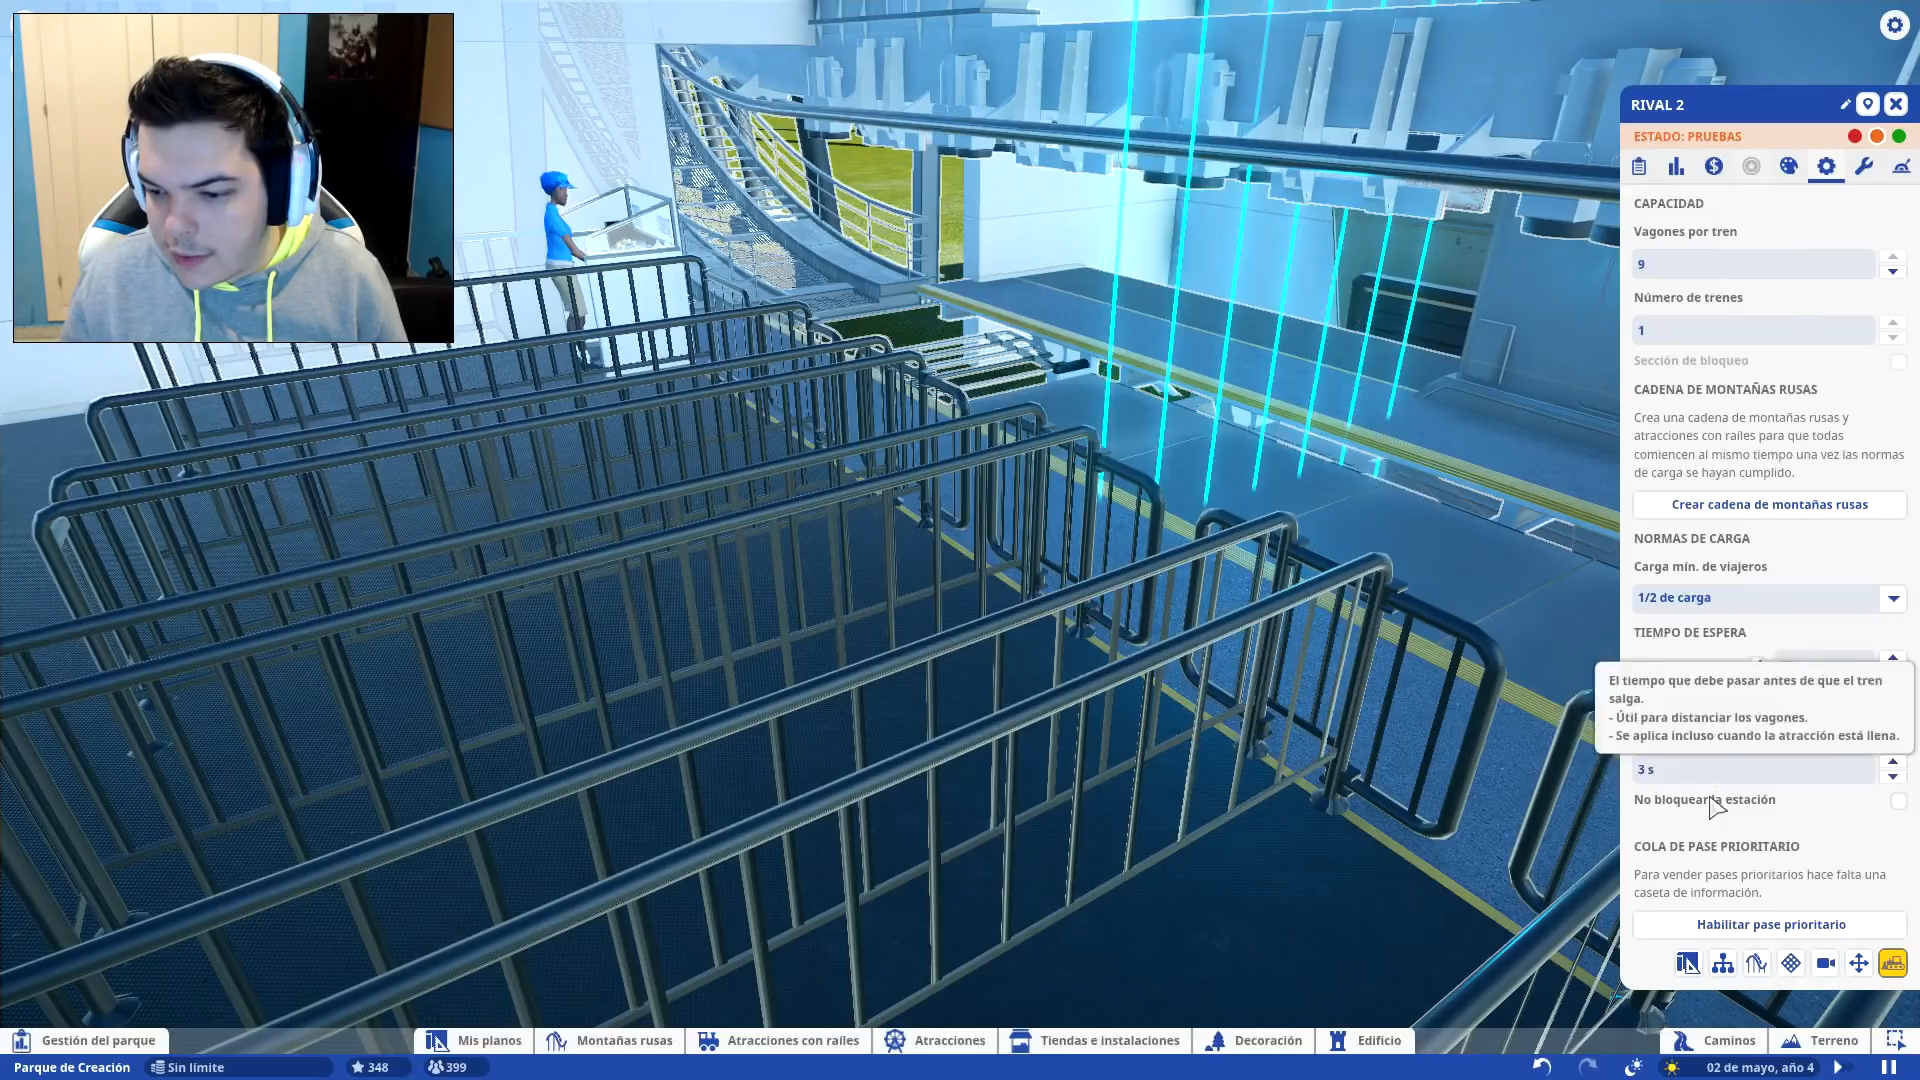 RIVAL 2
ESTADO: PRUEBAS
CAPACIDAD
Vagones por tren
9
Número de trenes
1
Sección de bloqueo
CADENA DE MONTAÑAS RUSAS
Crea una cadena de montañas rusas y
atracciones con raíles para que todas
comiencen al mismo tiempo una vez las normas
de carga se hayan cumplido.
Crear cadena de montañas rusas
NORMAS DE CARGA
Carga mín. de viajeros
1/2 de carga
TIEMPO DE ESPERA
El tiempo que debe pasar antes de que el tren
salga.
- Útil para distanciar los vagones.
- Se aplica incluso cuando la atracción está llena.
3 s
No bloquear la estación
COLA DE PASE PRIORITARIO
Para vender pases prioritarios hace falta una
caseta de información.
Habilitar pase prioritario
Gestión del parque
Mis planos
Montañas rusas
Atracciones con raíles
Atracciones
Tiendas e instalaciones
Decoración
Edificio
Caminos
Terreno
Parque de Creación
Sin límite
348
399
02 de mayo, año 4